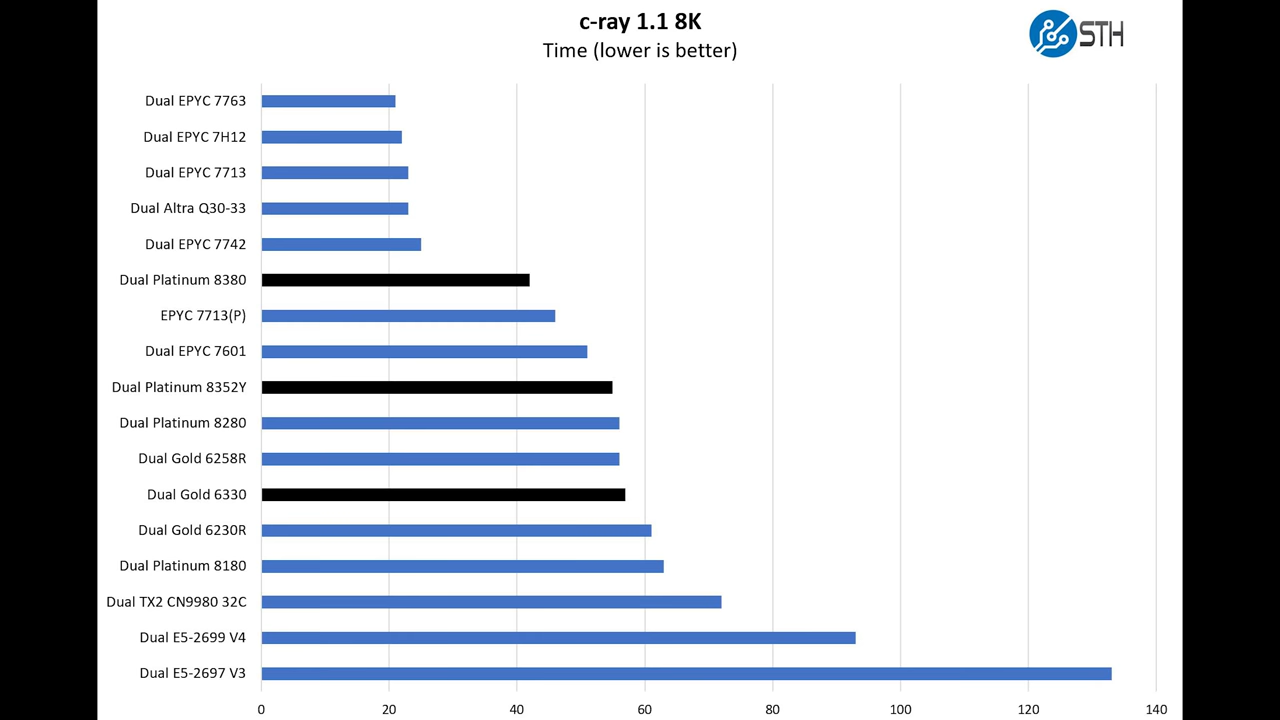 c-ray 1.1 8K
Time (lower is better)
STH
Dual EPYC 7763
Dual EPYC 7H12
Dual EPYC 7713
Dual Altra Q30-33
Dual EPYC 7742
Dual Platinum 8380
EPYC 7713(P)
Dual EPYC 7601
Dual Platinum 8352Y
Dual Platinum 8280
Dual Gold 6258R
Dual Gold 6330
Dual Gold 6230R
Dual Platinum 8180
Dual TX2 CN9980 32C
Dual E5-2699 V4
Dual E5-2697 V3
0 20 40 60 80 100 120 140